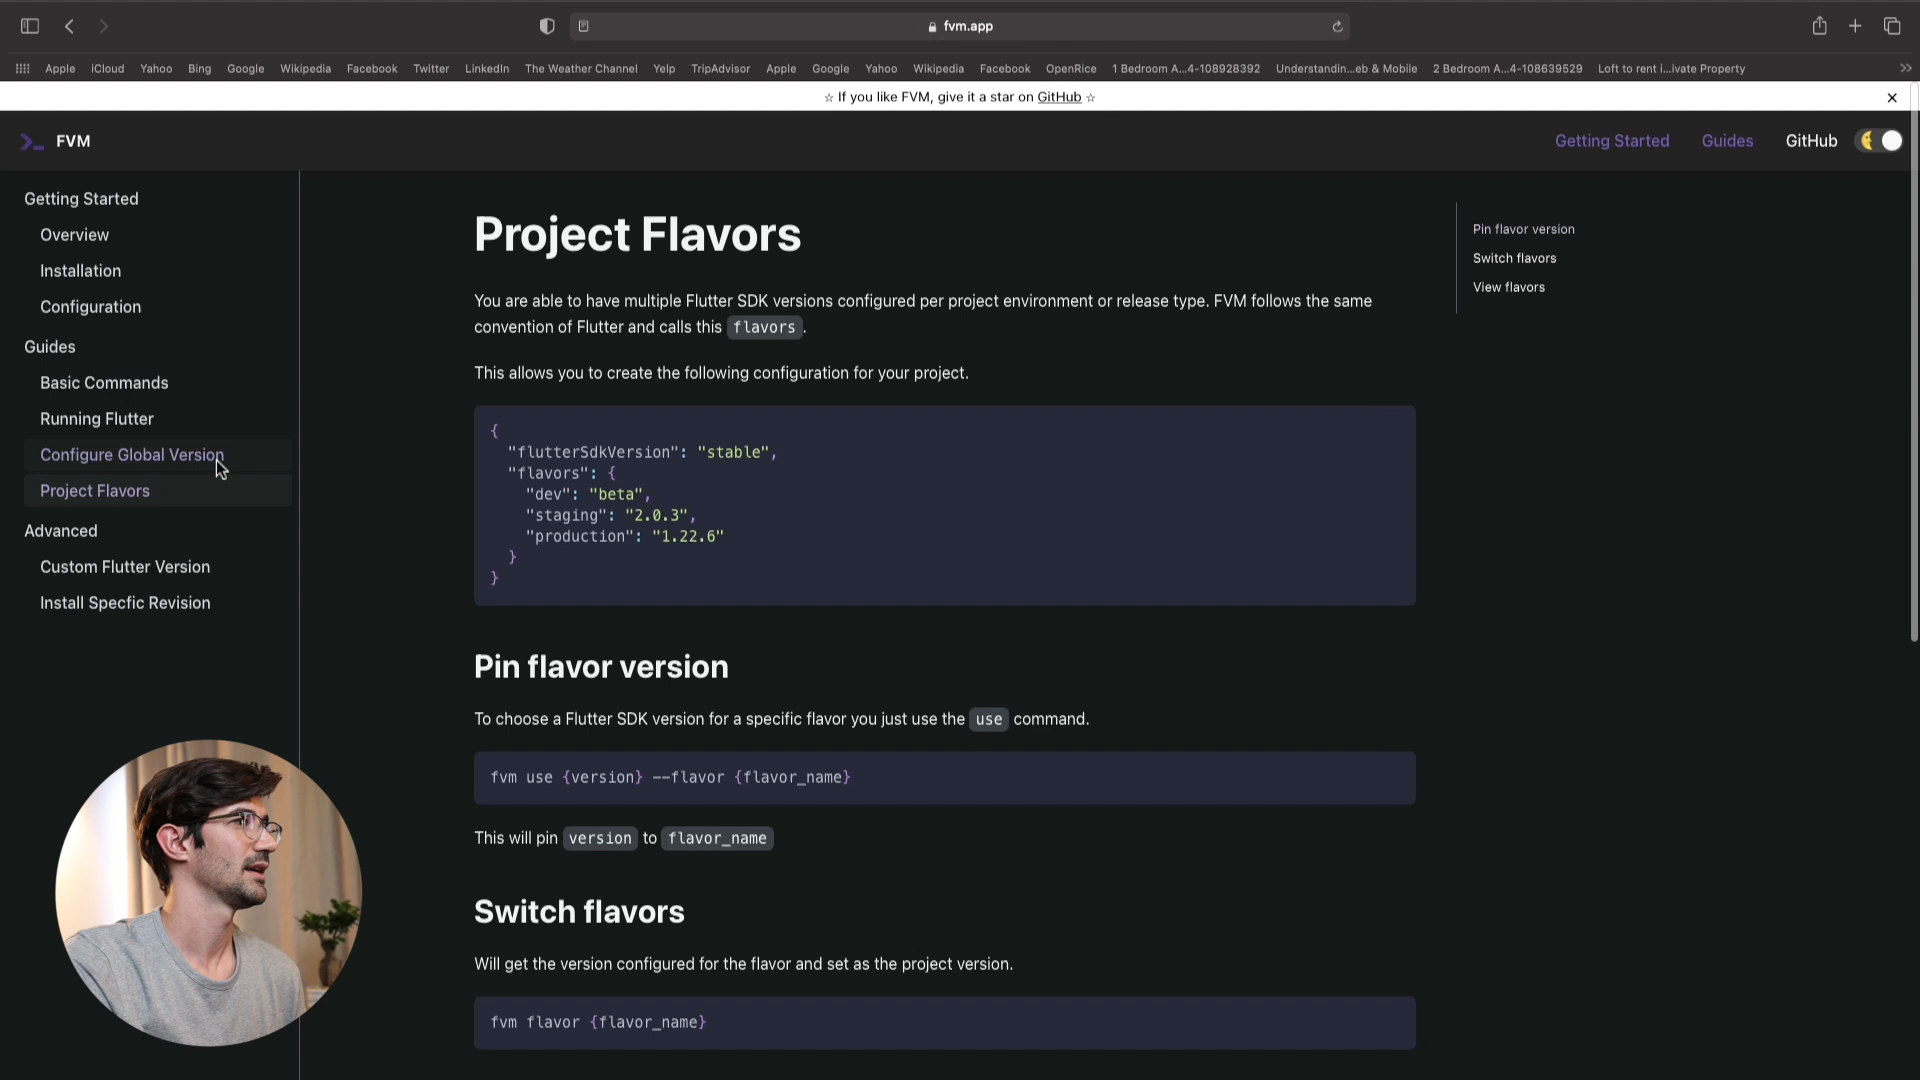 fvm.app
Apple iCloud Yahoo Bing Google Wikipedia Facebook Twitter LinkedIn The Weather Channel Yelp TripAdvisor Apple Google Yahoo Wikipedia Facebook OpenRice 1 Bedroom A...4-108928392 Understandin...eb & Mobile 2 Bedroom A...4-108639529 Loft to rent i...ivate Property
☆ If you like FVM, give it a star on GitHub ☆
FVM
Getting Started Guides GitHub
Getting Started
Overview
Installation
Configuration
Guides
Basic Commands
Running Flutter
Configure Global Version
Project Flavors
Advanced
Custom Flutter Version
Install Specfic Revision
Project Flavors
You are able to have multiple Flutter SDK versions configured per project environment or release type. FVM follows the same
convention of Flutter and calls this flavors.
This allows you to create the following configuration for your project.
{
"flutterSdkVersion": "stable",
"flavors": {
"dev": "beta",
"staging": "2.0.3",
"production": "1.22.6"
}
}
Pin flavor version
To choose a Flutter SDK version for a specific flavor you just use the use command.
fvm use {version} --flavor {flavor_name}
This will pin version to flavor_name
Switch flavors
Will get the version configured for the flavor and set as the project version.
fvm flavor {flavor_name}
Pin flavor version
Switch flavors
View flavors